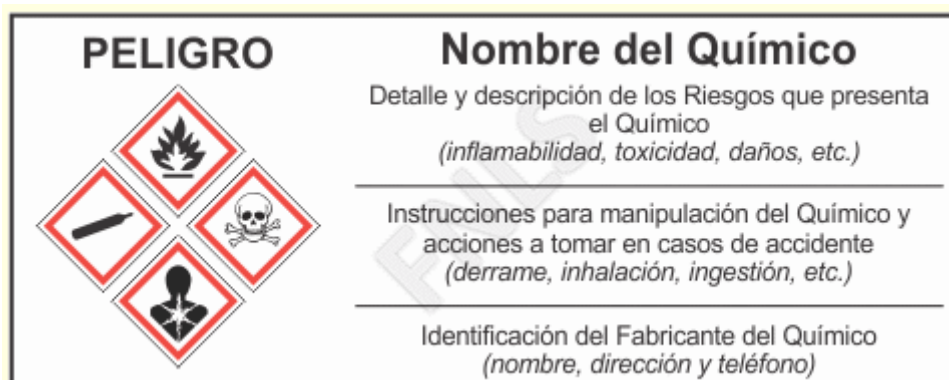 PELIGRO
Nombre del Químico
Detalle y descripción de los Riesgos que presenta
el Químico
(inflamabilidad, toxicidad, daños, etc.)
Instrucciones para manipulación del Químico y
acciones a tomar en casos de accidente
(derrame, inhalación, ingestión, etc.)
Identificación del Fabricante del Químico
(nombre, dirección y teléfono)
FNLS